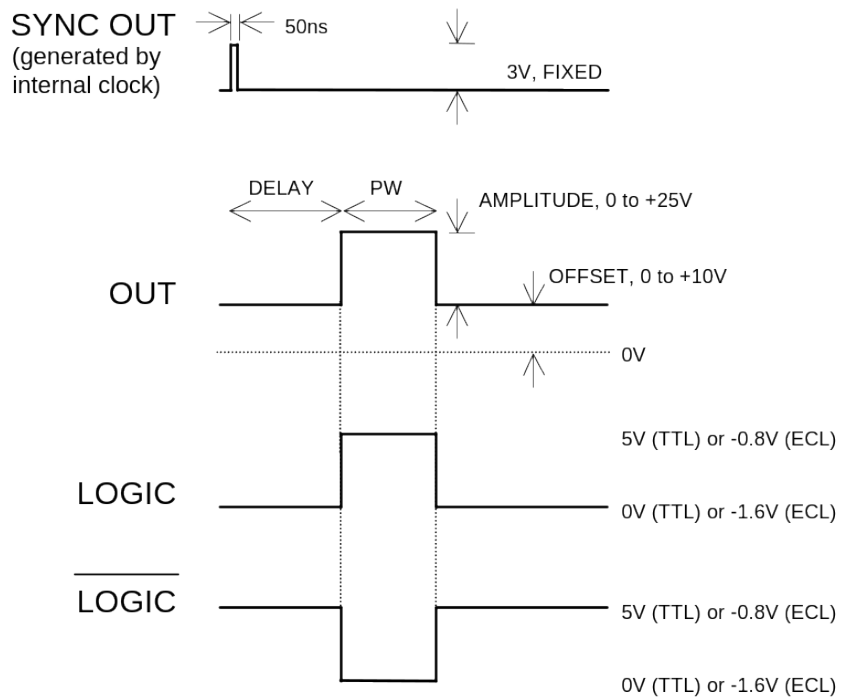 SYNC OUT
(generated by
internal clock)
50ns
3V, FIXED
DELAY
PW
AMPLITUDE, 0 to +25V
OUT
OFFSET, 0 to +10V
0V
5V (TTL) or -0.8V (ECL)
LOGIC
0V (TTL) or -1.6V (ECL)
LOGIC
5V (TTL) or -0.8V (ECL)
0V (TTL) or -1.6V (ECL)